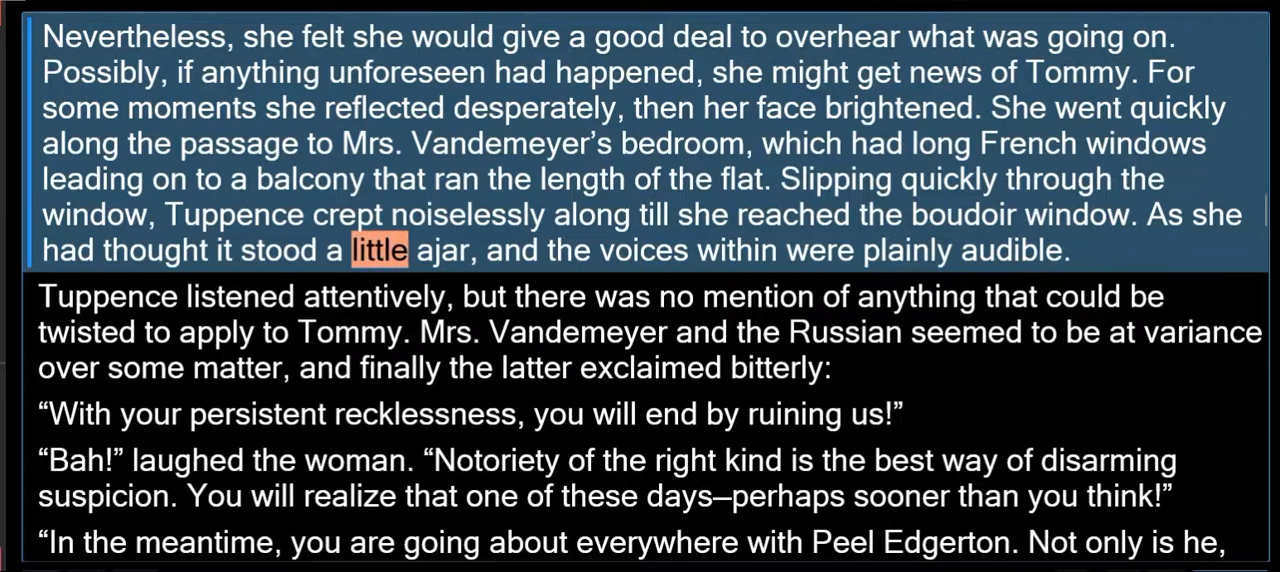 Nevertheless, she felt she would give a good deal to overhear what was going on.
Possibly, if anything unforeseen had happened, she might get news of Tommy. For
some moments she reflected desperately, then her face brightened. She went quickly
along the passage to Mrs. Vandemeyer’s bedroom, which had long French windows
leading on to a balcony that ran the length of the flat. Slipping quickly through the
window, Tuppence crept noiselessly along till she reached the boudoir window. As she
had thought it stood a little ajar, and the voices within were plainly audible.
Tuppence listened attentively, but there was no mention of anything that could be
twisted to apply to Tommy. Mrs. Vandemeyer and the Russian seemed to be at variance
over some matter, and finally the latter exclaimed bitterly:
“With your persistent recklessness, you will end by ruining us!”
“Bah!” laughed the woman. “Notoriety of the right kind is the best way of disarming
suspicion. You will realize that one of these days—perhaps sooner than you think!”
“In the meantime, you are going about everywhere with Peel Edgerton. Not only is he,